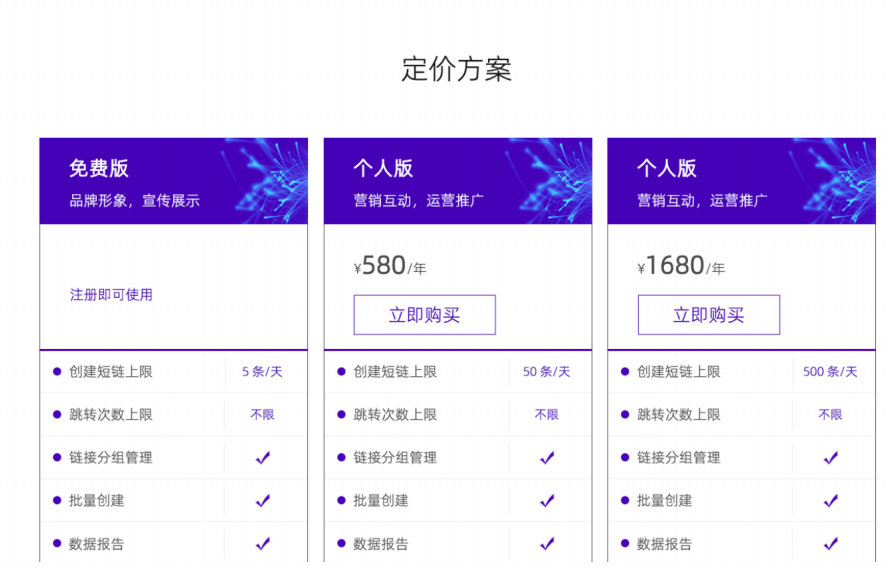 定价方案
免费版
品牌形象，宣传展示
注册即可使用
创建短链上限 5 条/天
跳转次数上限 不限
链接分组管理
批量创建
数据报告
个人版
营销互动，运营推广
¥580/年
立即购买
创建短链上限 50 条/天
跳转次数上限 不限
链接分组管理
批量创建
数据报告
个人版
营销互动，运营推广
¥1680/年
立即购买
创建短链上限 500 条/天
跳转次数上限 不限
链接分组管理
批量创建
数据报告